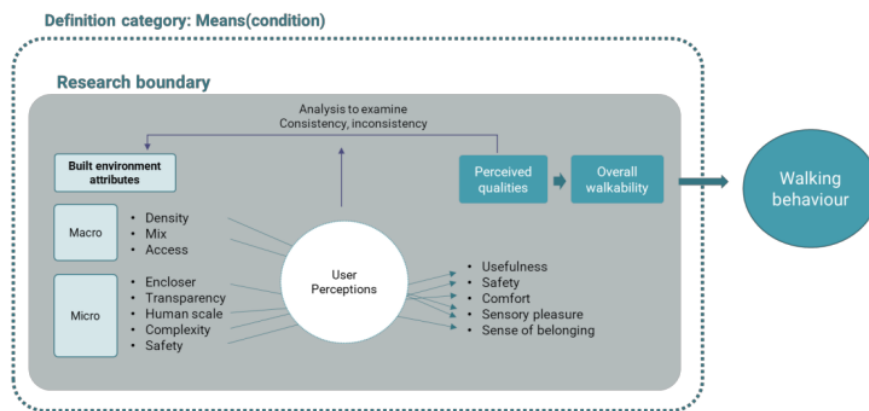 Definition category: Means(condition)
Research boundary
Analysis to examine
Consistency, inconsistency
Built environment
attributes
Perceived
qualities
Overall
walkability
Walking
behaviour
Macro
• Density
• Mix
• Access
Micro
• Encloser
• Transparency
• Human scale
• Complexity
• Safety
User
Perceptions
• Usefulness
• Safety
• Comfort
• Sensory pleasure
• Sense of belonging